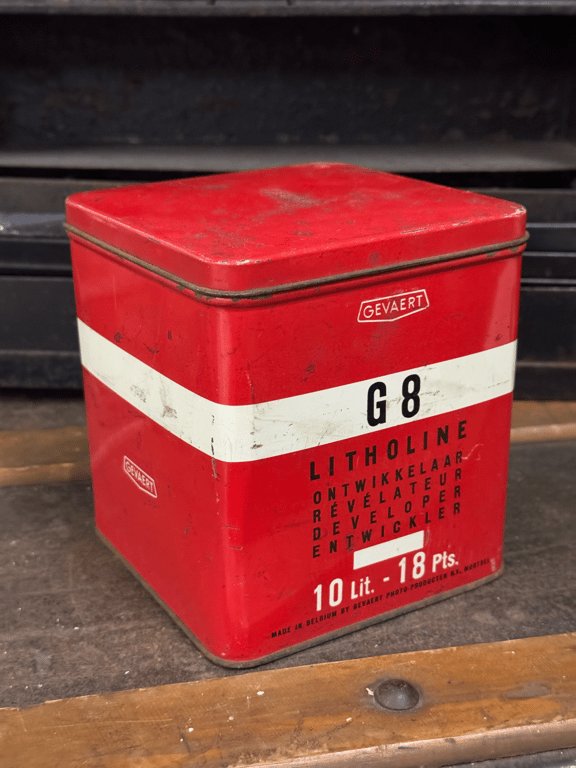 GEVAERT
G 8
LITHOLINE
ONTWIKKELAAR
RÉVÉLATEUR
DEVELOPER
ENTWICKLER
10 Lit. - 18 Pts.
MADE IN BELGIUM BY GEVAERT PHOTO-PRODUCTEN N.V. MORTSEL
GEVAERT